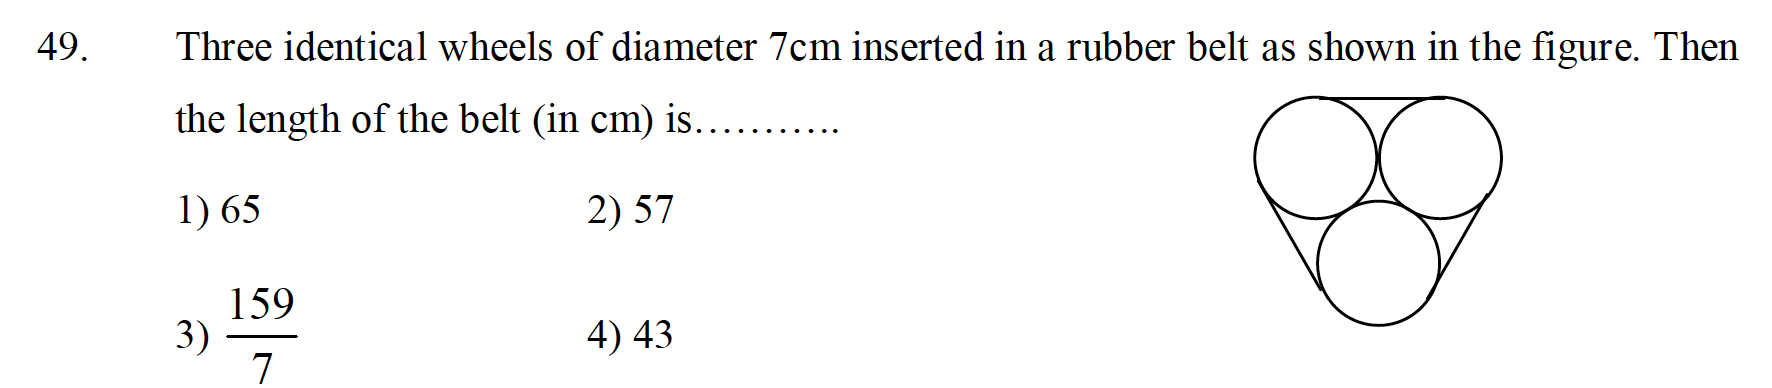 49. Three identical wheels of diameter 7cm inserted in a rubber belt as shown in the figure. Then
the length of the belt (in cm) is...........
1) 65 2) 57
3) 159/7 4) 43